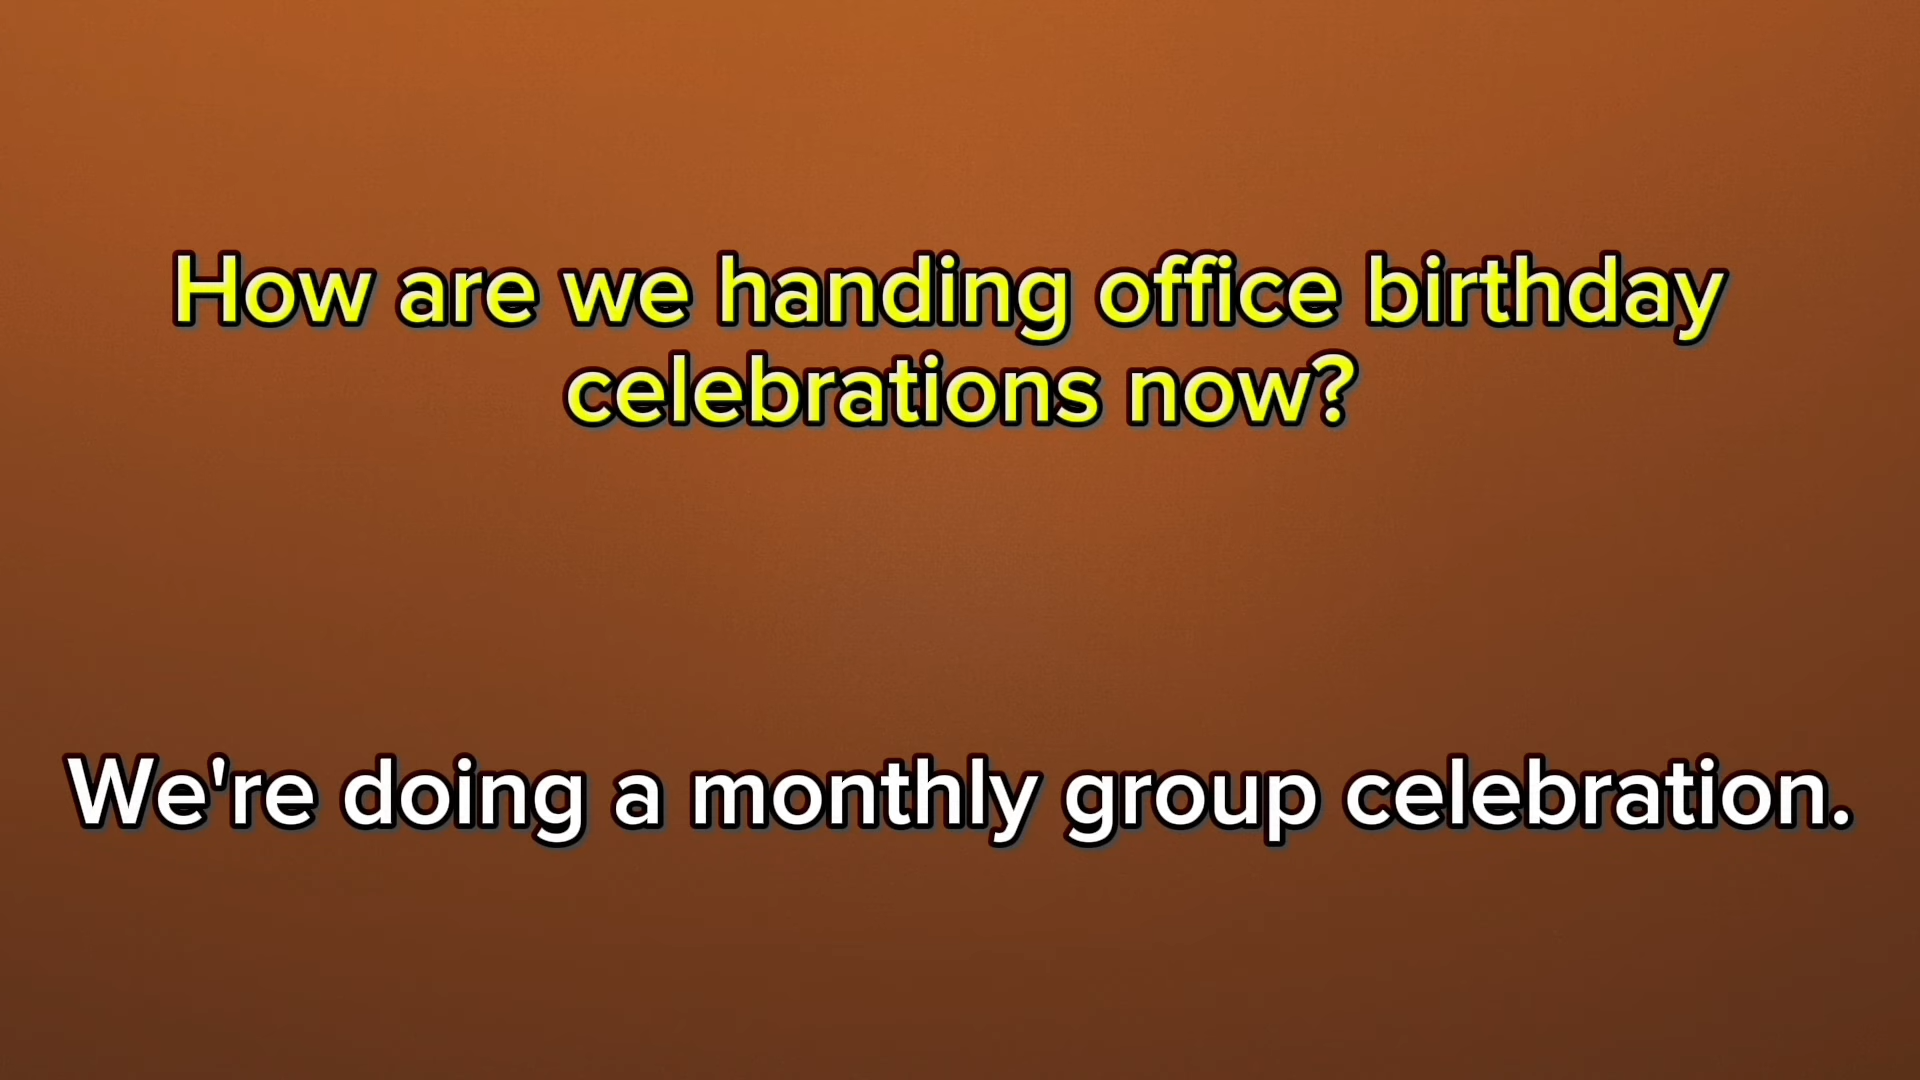 How are we handing office birthday
celebrations now?
We're doing a monthly group celebration.